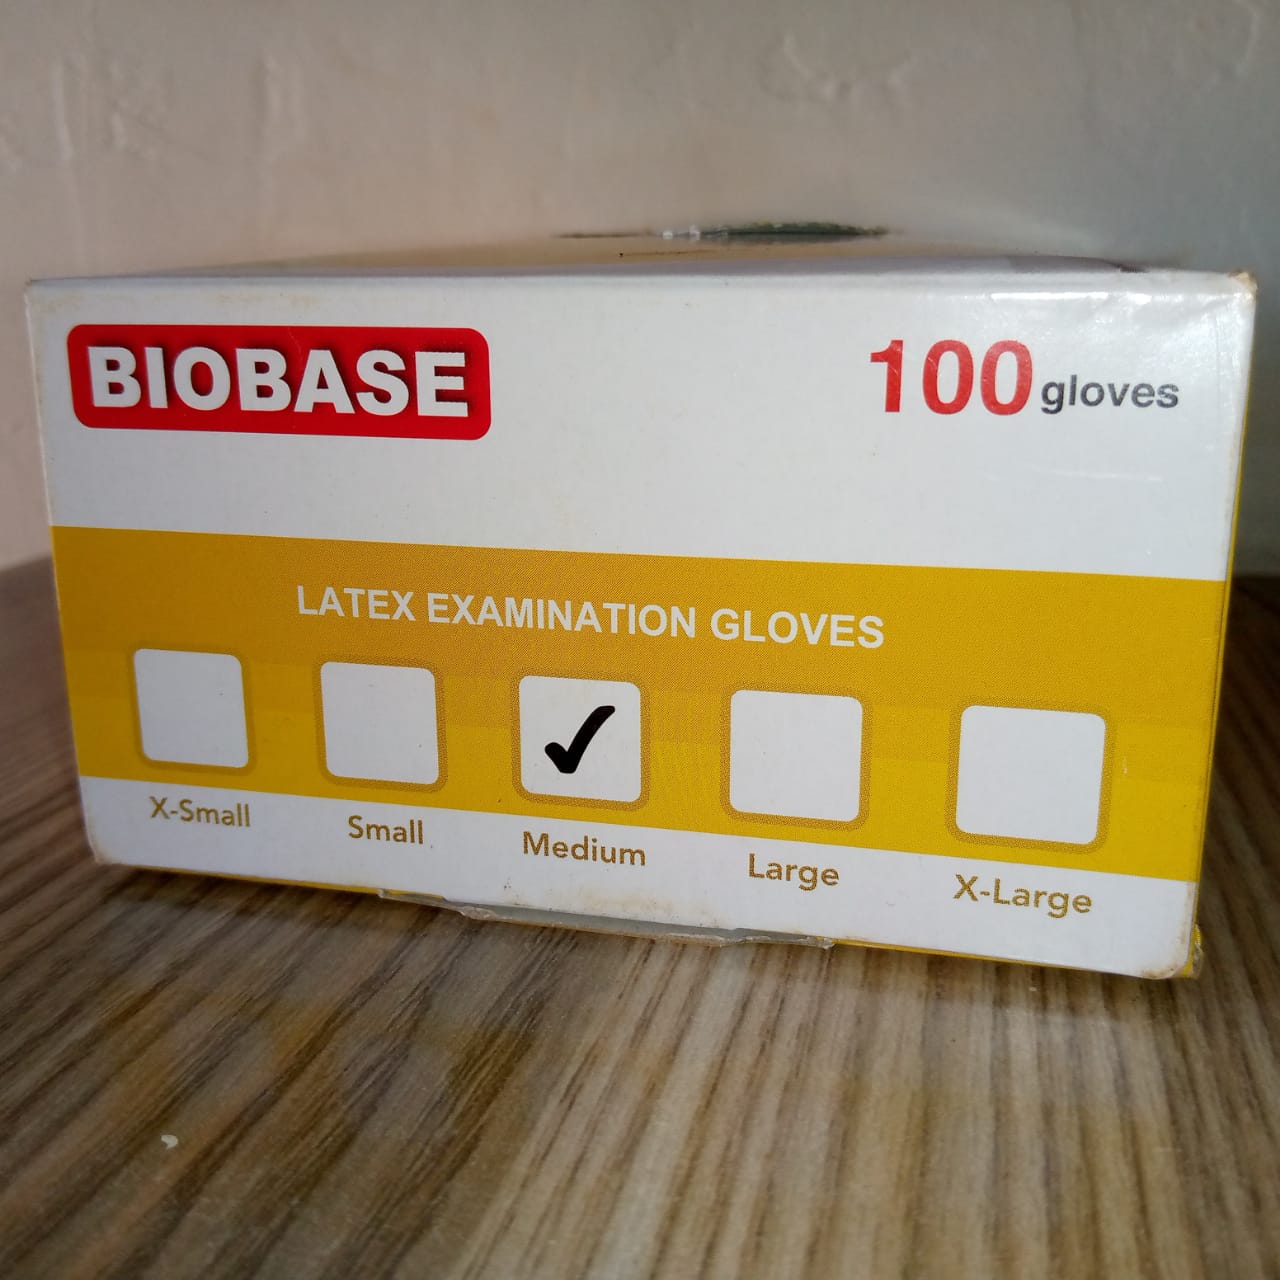 BIOBASE
100 gloves
LATEX EXAMINATION GLOVES
X-Small Small Medium Large X-Large